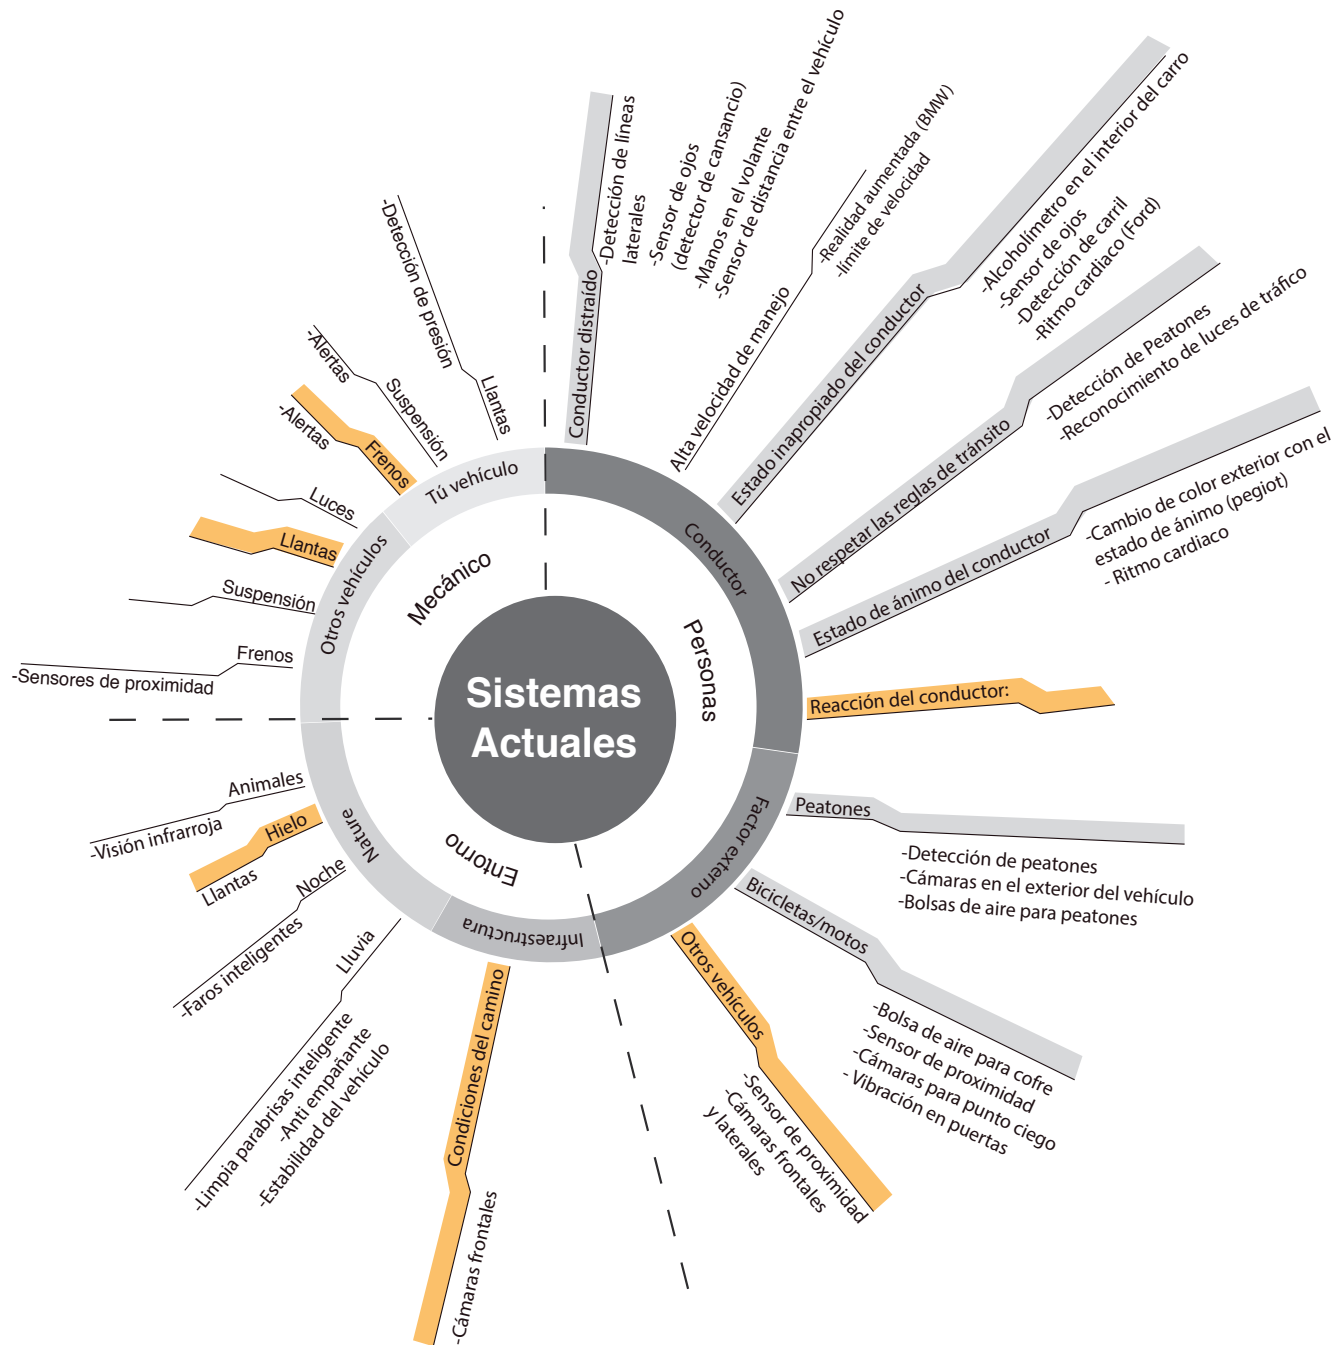 Sistemas
Actuales
Personas
Conductor
Conductor distraído
-Detección de líneas
laterales
-Sensor de ojos
(detector de cansancio)
-Manos en el volante
-Sensor de distancia entre el vehículo
Alta velocidad de manejo
-Realidad aumentada (BMW)
-límite de velocidad
Estado inapropiado del conductor
-Alcoholímetro en el interior del carro
-Sensor de ojos
-Detección de carril
-Ritmo cardiaco (Ford)
No respetar las reglas de tránsito
-Detección de Peatones
-Reconocimiento de luces de tráfico
Estado de ánimo del conductor
-Cambio de color exterior con el
estado de ánimo (pegiot)
- Ritmo cardiaco
Reacción del conductor:
Factor externo
Peatones
-Detección de peatones
-Cámaras en el exterior del vehículo
-Bolsas de aire para peatones
Bicicletas/motos
-Bolsa de aire para cofre
-Sensor de proximidad
-Cámaras para punto ciego
- Vibración en puertas
Otros vehículos
-Sensor de proximidad
-Cámaras frontales
y laterales
Entorno
Infraestructura
Condiciones del camino
-Cámaras frontales
Nature
Lluvia
-Limpia parabrisas inteligente
-Anti empañante
-Estabilidad del vehículo
Noche
-Faros inteligentes
Hielo
Llantas
Animales
-Visión infrarroja
Mecánico
Otros vehículos
Frenos
-Sensores de proximidad
Suspensión
Llantas
Luces
Tú vehículo
Frenos
-Alertas
Suspensión
-Alertas
Llantas
-Detección de presión